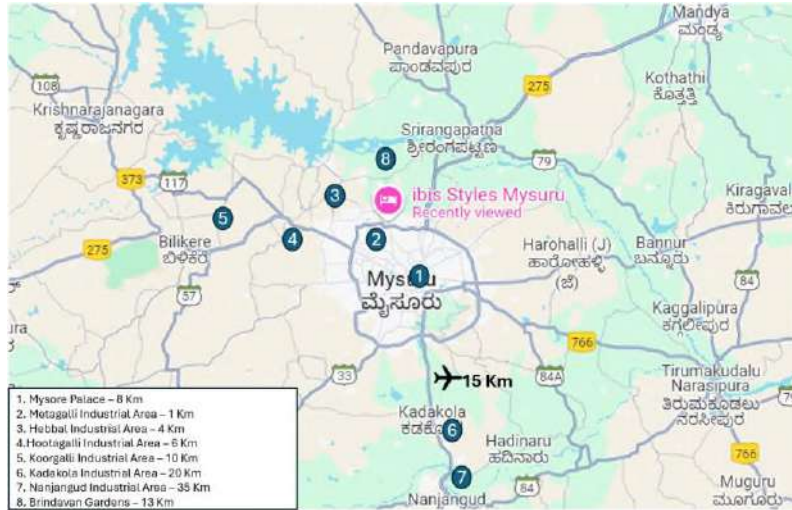 Mandya
ಮಂಡ್ಯ
Pandavapura
ಪಾಂಡವಪುರ
275
Kothathi
ಕೊತ್ತತ್ತಿ
108
Krishnarajanagara
ಕೃಷ್ಣರಾಜನಗರ
Srirangapatna
ಶ್ರೀರಂಗಪಟ್ಟಣ
8
79
373
117
3
ibis Styles Mysuru
Recently viewed
Kiragaval
ಕಿರುಗಾವಲು
5
4
2
Bilikere
ಬಿಳಿಕೆರೆ
275
Harohalli (J)
ಹಾರೋಹಳ್ಳಿ
(ಜೆ)
Bannur
ಬನ್ನೂರು
1
Mysuru
ಮೈಸೂರು
57
84
Kaggalipura
ಕಗ್ಗಲೀಪುರ
766
33
15 Km
84A
Tirumakudalu
Narasipura
ತಿರುಮಕೂಡಲು
ನರಸೀಪುರ
79
Kadakola
6
Hadinaru
ಹದಿನಾರು
766
7
84
Nanjangud
Muguru
ಮೂಗೂರು
1, Mysore Palace – 8 Km
2, Metagalli Industrial Area – 1 Km
3, Hebbal Industrial Area – 4 Km
4.Hootagalli Industrial Area – 6 Km
5, Koorgalli Industrial Area – 10 Km
6, Kadakola Industrial Area – 20 Km
7, Nanjangud Industrial Area – 35 Km
8. Brindavan Gardens – 13 Km